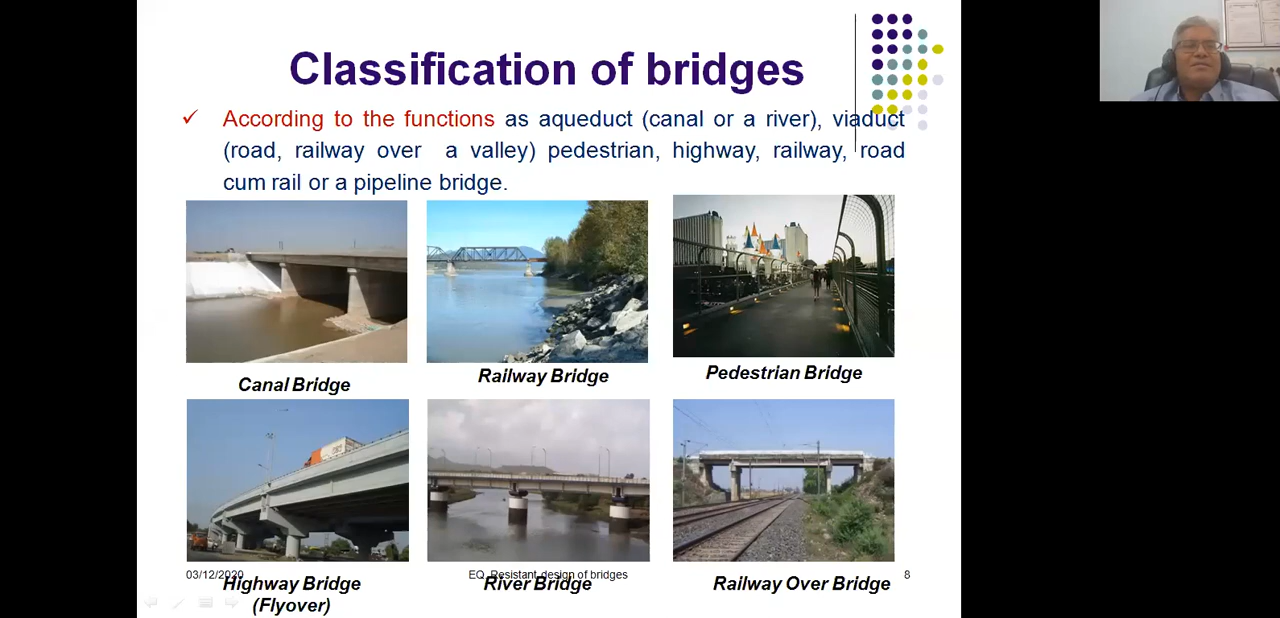 Classification of bridges
✓ According to the functions as aqueduct (canal or a river), viaduct
(road, railway over a valley) pedestrian, highway, railway, road
cum rail or a pipeline bridge.
Canal Bridge
Railway Bridge
Pedestrian Bridge
03/12/2020
EQ. Resistant design of bridges
8
Highway Bridge
(Flyover)
River Bridge
Railway Over Bridge